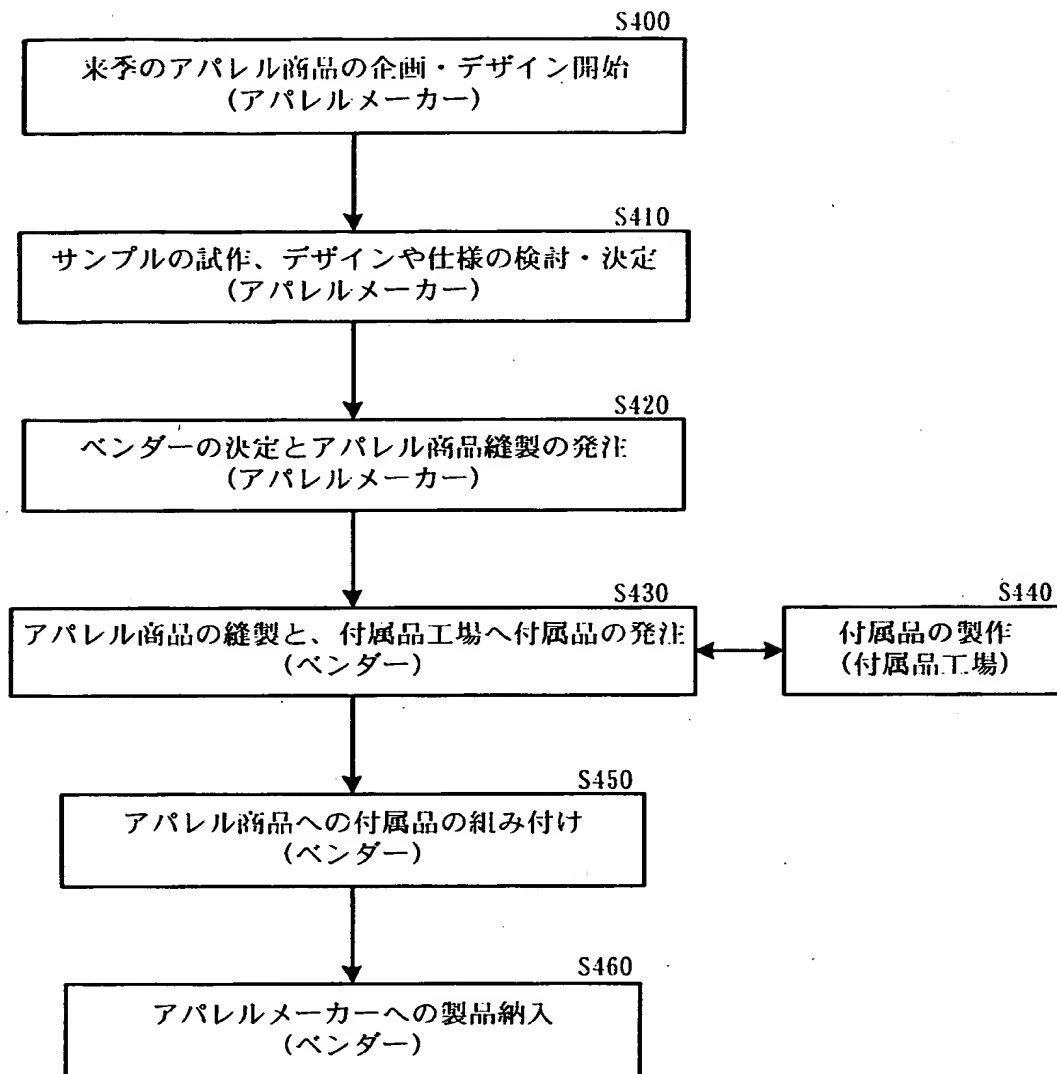 S400
来季のアパレル商品の企画・デザイン開始
(アパレルメーカー)
S410
サンプルの試作、デザインや仕様の検討・決定
(アパレルメーカー)
S420
ベンダーの決定とアパレル商品縫製の発注
(アパレルメーカー)
S430
アパレル商品の縫製と、付属品工場へ付属品の発注
(ベンダー)
S440
付属品の製作
(付属品工場)
S450
アパレル商品への付属品の組み付け
(ベンダー)
S460
アパレルメーカーへの製品納入
(ベンダー)